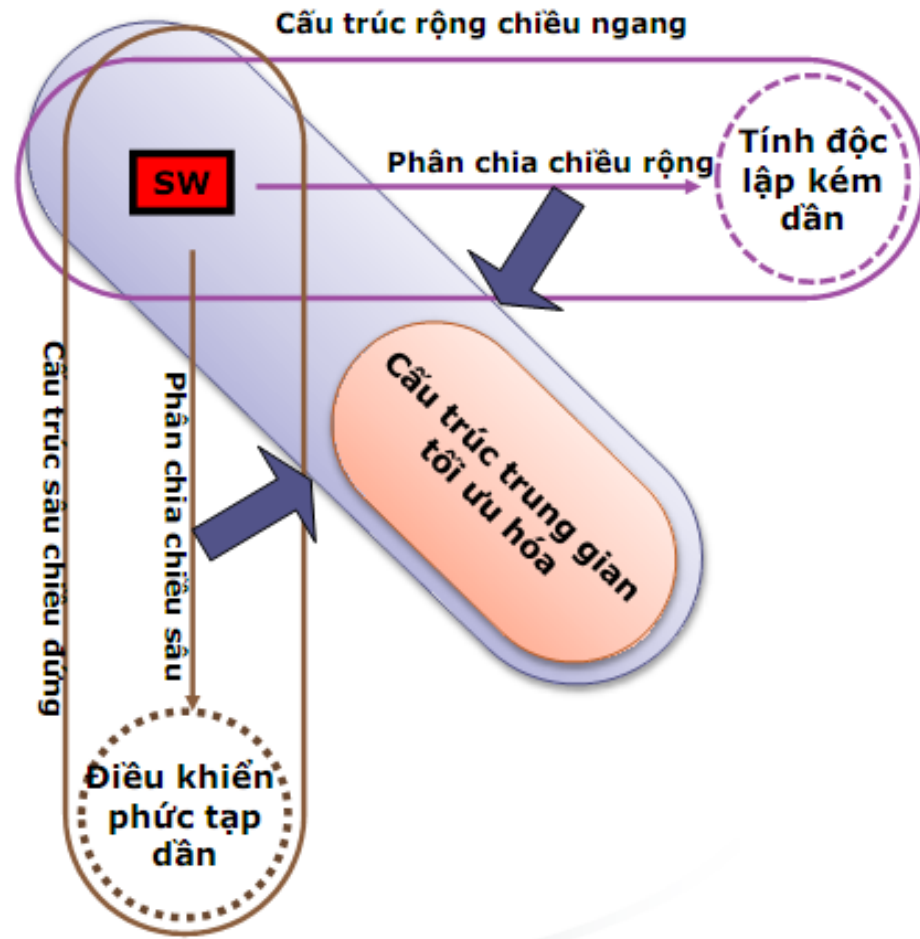 Cấu trúc rộng chiều ngang
Phân chia chiều rộng
Tính độc
lập kém
dần
SW
Cấu trúc sâu chiều đứng
Phân chia chiều sâu
Cấu trúc trung gian
tối ưu hóa
Điều khiển
phức tạp
dần